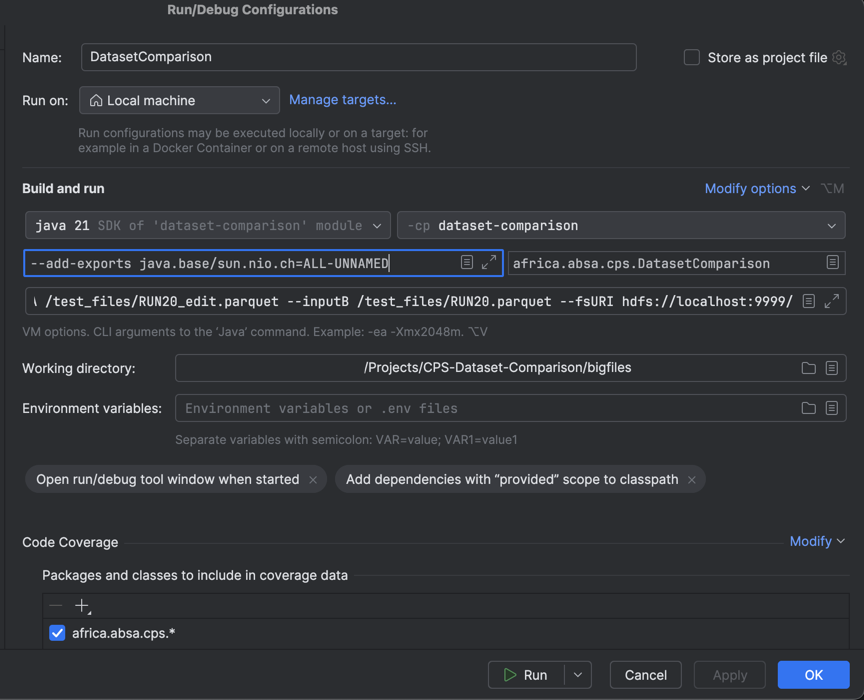 Run/Debug Configurations
Name: DatasetComparison Store as project file
Run on: Local machine Manage targets...
Run configurations may be executed locally or on a target: for
example in a Docker Container or on a remote host using SSH.
Build and run Modify options ⌥M
java 21 SDK of 'dataset-comparison' module -cp dataset-comparison
--add-exports java.base/sun.nio.ch=ALL-UNNAMED africa.absa.cps.DatasetComparison
/test_files/RUN20_edit.parquet --inputB /test_files/RUN20.parquet --fsURI hdfs://localhost:9999/
VM options. CLI arguments to the 'Java' command. Example: -ea -Xmx2048m. ⌥V
Working directory: /Projects/CPS-Dataset-Comparison/bigfiles
Environment variables: Environment variables or .env files
Separate variables with semicolon: VAR=value; VAR1=value1
Open run/debug tool window when started × Add dependencies with “provided” scope to classpath ×
Code Coverage Modify
Packages and classes to include in coverage data
africa.absa.cps.*
Run Cancel Apply OK